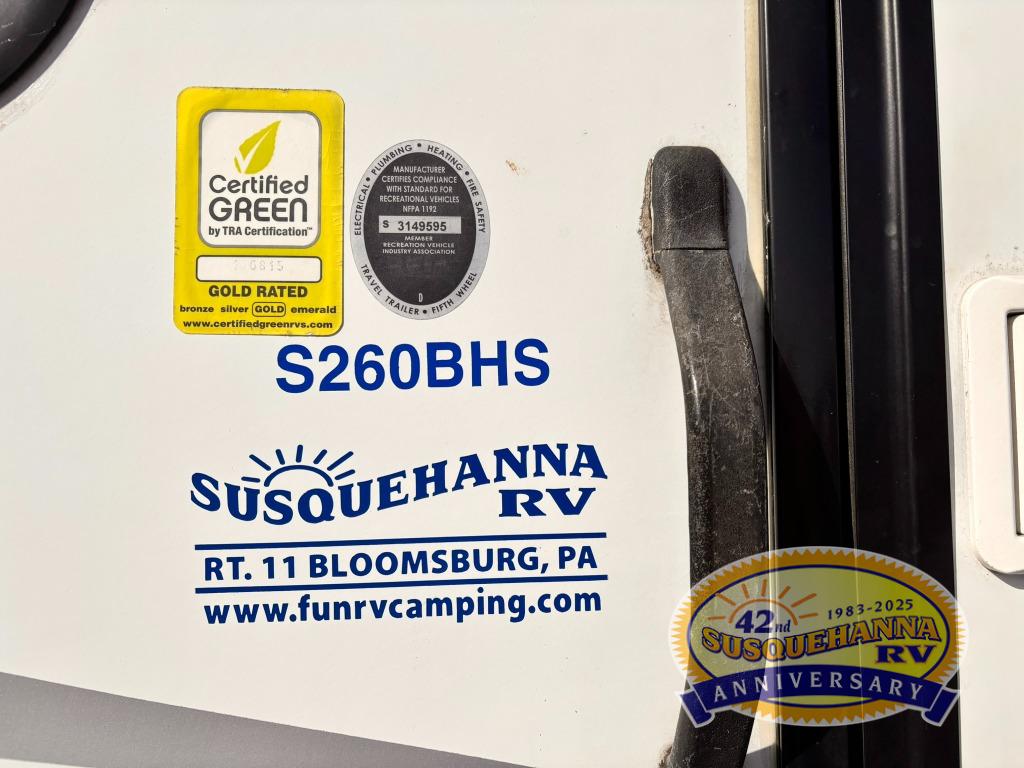 Certified
GREEN
by TRA Certification™
GOLD RATED
bronze silver GOLD emerald
www.certifiedgreenrvs.com
ELECTRICAL • PLUMBING • HEATING • FIRE SAFETY
MANUFACTURER
CERTIFIES COMPLIANCE
WITH STANDARD FOR
RECREATIONAL VEHICLES
NFPA 1192
S 3149595
MEMBER
RECREATION VEHICLE
INDUSTRY ASSOCIATION
D
TRAVEL TRAILER • FIFTH WHEEL
S260BHS
SUSQUEHANNA
RV
RT. 11 BLOOMSBURG, PA
www.funrvcamping.com
42nd 1983-2025
SUSQUEHANNA
RV
ANNIVERSARY